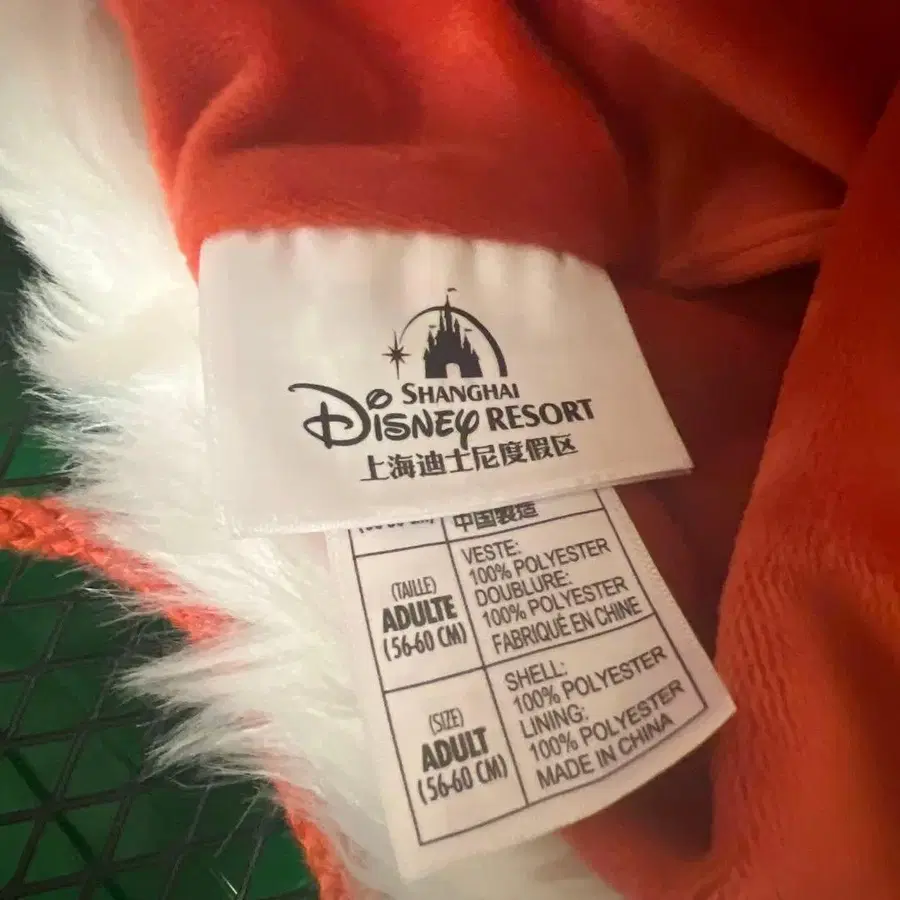 SHANGHAI
DISNEY RESORT
上海迪士尼度假区
中国製造
(TAILLE)
ADULTE
(56-60 CM)
VESTE:
100% POLYESTER
DOUBLURE:
100% POLYESTER
FABRIQUÉ EN CHINE
(SIZE)
ADULT
(56-60 CM)
SHELL:
100% POLYESTER
LINING:
100% POLYESTER
MADE IN CHINA